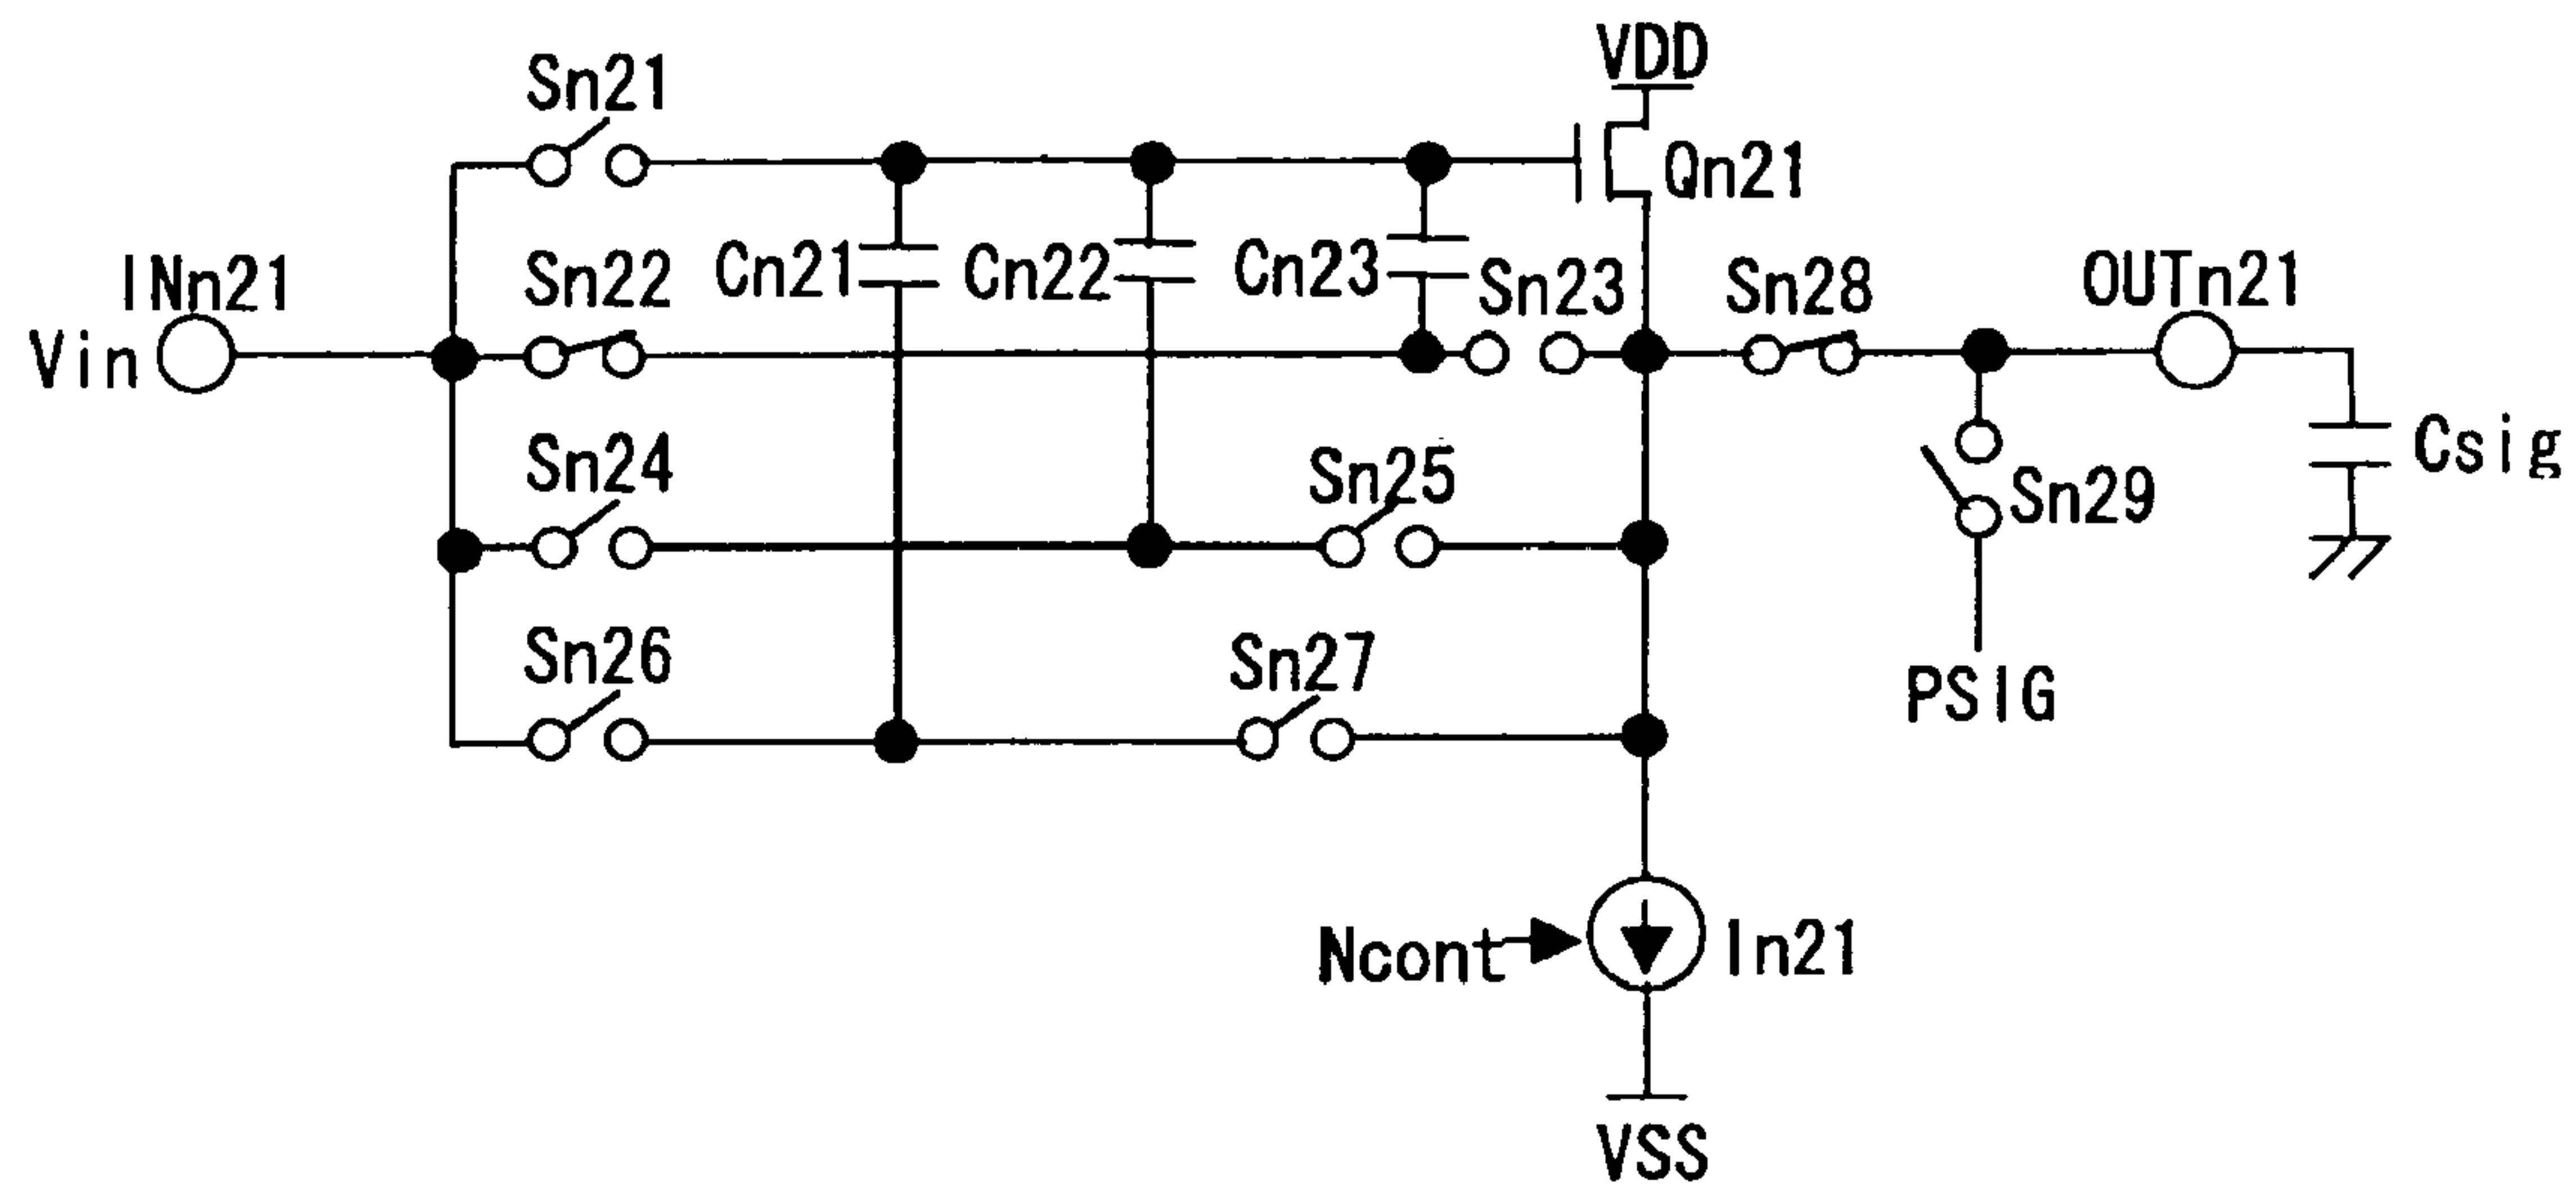 VDD
Sn21
Qn21
INn21
Sn22
Cn21
Cn22
Cn23
Sn23
Sn28
OUTn21
Vin
Sn24
Sn25
Sn29
Csig
Sn26
Sn27
PSIG
Ncont
In21
VSS